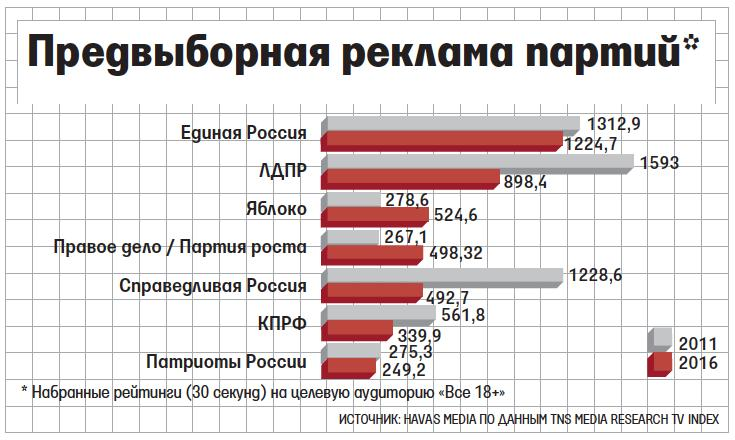 Предвыборная реклама партий*
Единая Россия 1312,9
1224,7
ЛДПР 1593
898,4
Яблоко 278,6
524,6
Правое дело / Партия роста 267,1
498,32
Справедливая Россия 1228,6
492,7
КПРФ 561,8
339,9
Патриоты России 275,3
249,2
2011
2016
* Набранные рейтинги (30 секунд) на целевую аудиторию «Все 18+»
ИСТОЧНИК: HAVAS MEDIA ПО ДАННЫМ TNS MEDIA RESEARCH TV INDEX